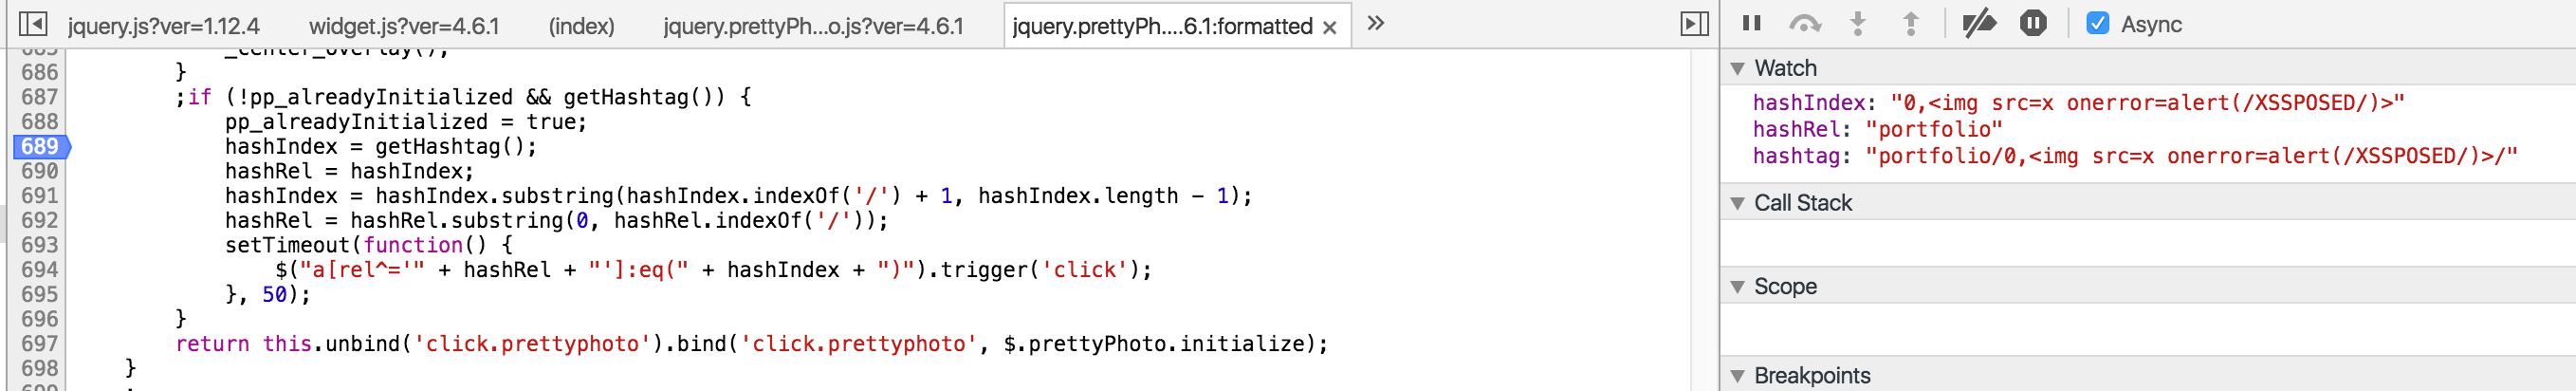 jquery.js?ver=1.12.4 widget.js?ver=4.6.1 (index) jquery.prettyPh...o.js?ver=4.6.1 jquery.prettyPh....6.1:formatted × »
685 _center_overlay();
686 }
687 ;if (!pp_alreadyInitialized && getHashtag()) {
688 pp_alreadyInitialized = true;
689 hashIndex = getHashtag();
690 hashRel = hashIndex;
691 hashIndex = hashIndex.substring(hashIndex.indexOf('/') + 1, hashIndex.length - 1);
692 hashRel = hashRel.substring(0, hashRel.indexOf('/'));
693 setTimeout(function() {
694 $("a[rel^='" + hashRel + "']:eq(" + hashIndex + ")").trigger('click');
695 }, 50);
696 }
697 return this.unbind('click.prettyphoto').bind('click.prettyphoto', $.prettyPhoto.initialize);
698 }
Async
Watch
hashIndex: "0,<img src=x onerror=alert(/XSSPOSED/)>"
hashRel: "portfolio"
hashtag: "portfolio/0,<img src=x onerror=alert(/XSSPOSED/)>/"
Call Stack
Scope
Breakpoints